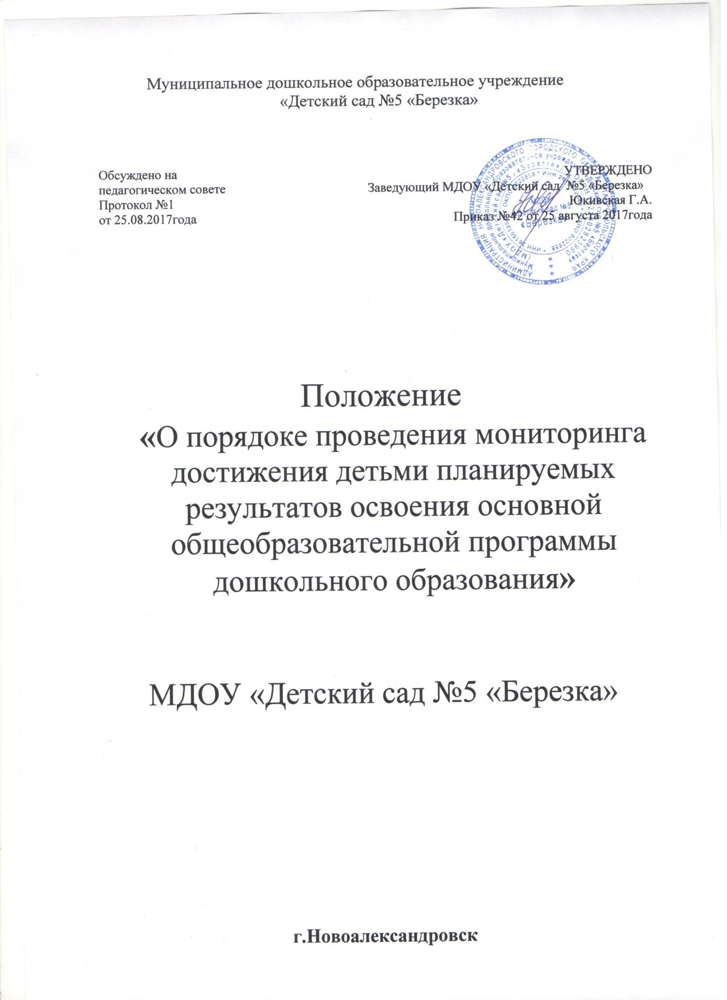 Муниципальное дошкольное образовательное учреждение
«Детский сад №5 «Березка»
Обсуждено на
педагогическом совете
Протокол №1
от 25.08.2017года
УТВЕРЖДЕНО
Заведующий МДОУ «Детский сад №5 «Березка»
Юкивская Г.А.
Приказ №42 от 25 августа 2017года
Положение
«О порядоке проведения мониторинга
достижения детьми планируемых
результатов освоения основной
общеобразовательной программы
дошкольного образования»
МДОУ «Детский сад №5 «Березка»
г.Новоалександровск